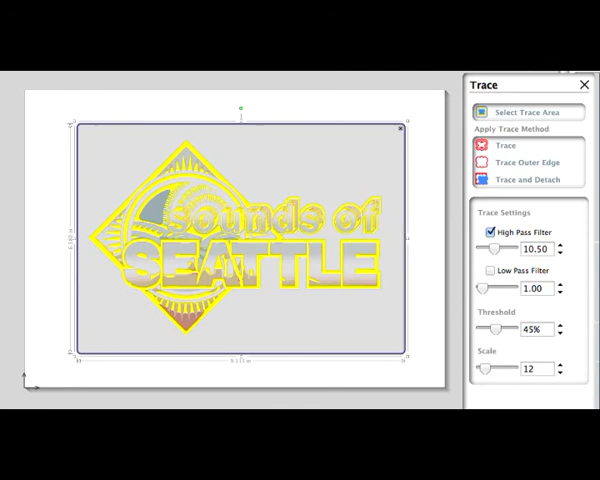 Trace
Select Trace Area
Apply Trace Method
Trace
Trace Outer Edge
Trace and Detach
Trace Settings
High Pass Filter
10.50
Low Pass Filter
1.00
Threshold
45%
Scale
12
sounds of
SEATTLE